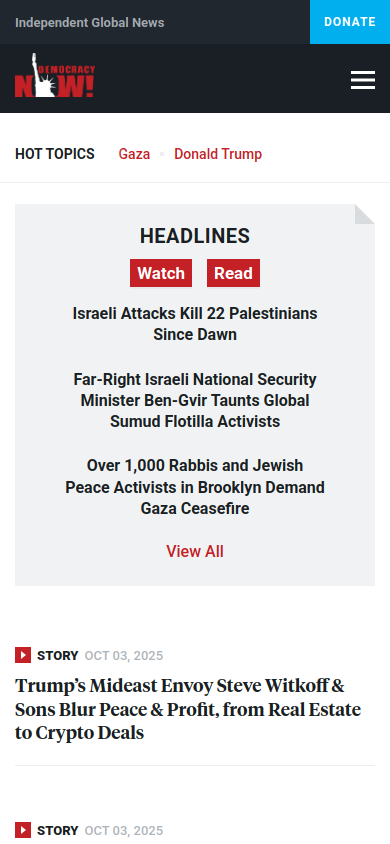 Independent Global News
DONATE
DEMOCRACY
NOW!
HOT TOPICS
Gaza
Donald Trump
HEADLINES
Watch
Read
Israeli Attacks Kill 22 Palestinians
Since Dawn
Far-Right Israeli National Security
Minister Ben-Gvir Taunts Global
Sumud Flotilla Activists
Over 1,000 Rabbis and Jewish
Peace Activists in Brooklyn Demand
Gaza Ceasefire
View All
STORY OCT 03, 2025
Trump’s Mideast Envoy Steve Witkoff &
Sons Blur Peace & Profit, from Real Estate
to Crypto Deals
STORY OCT 03, 2025